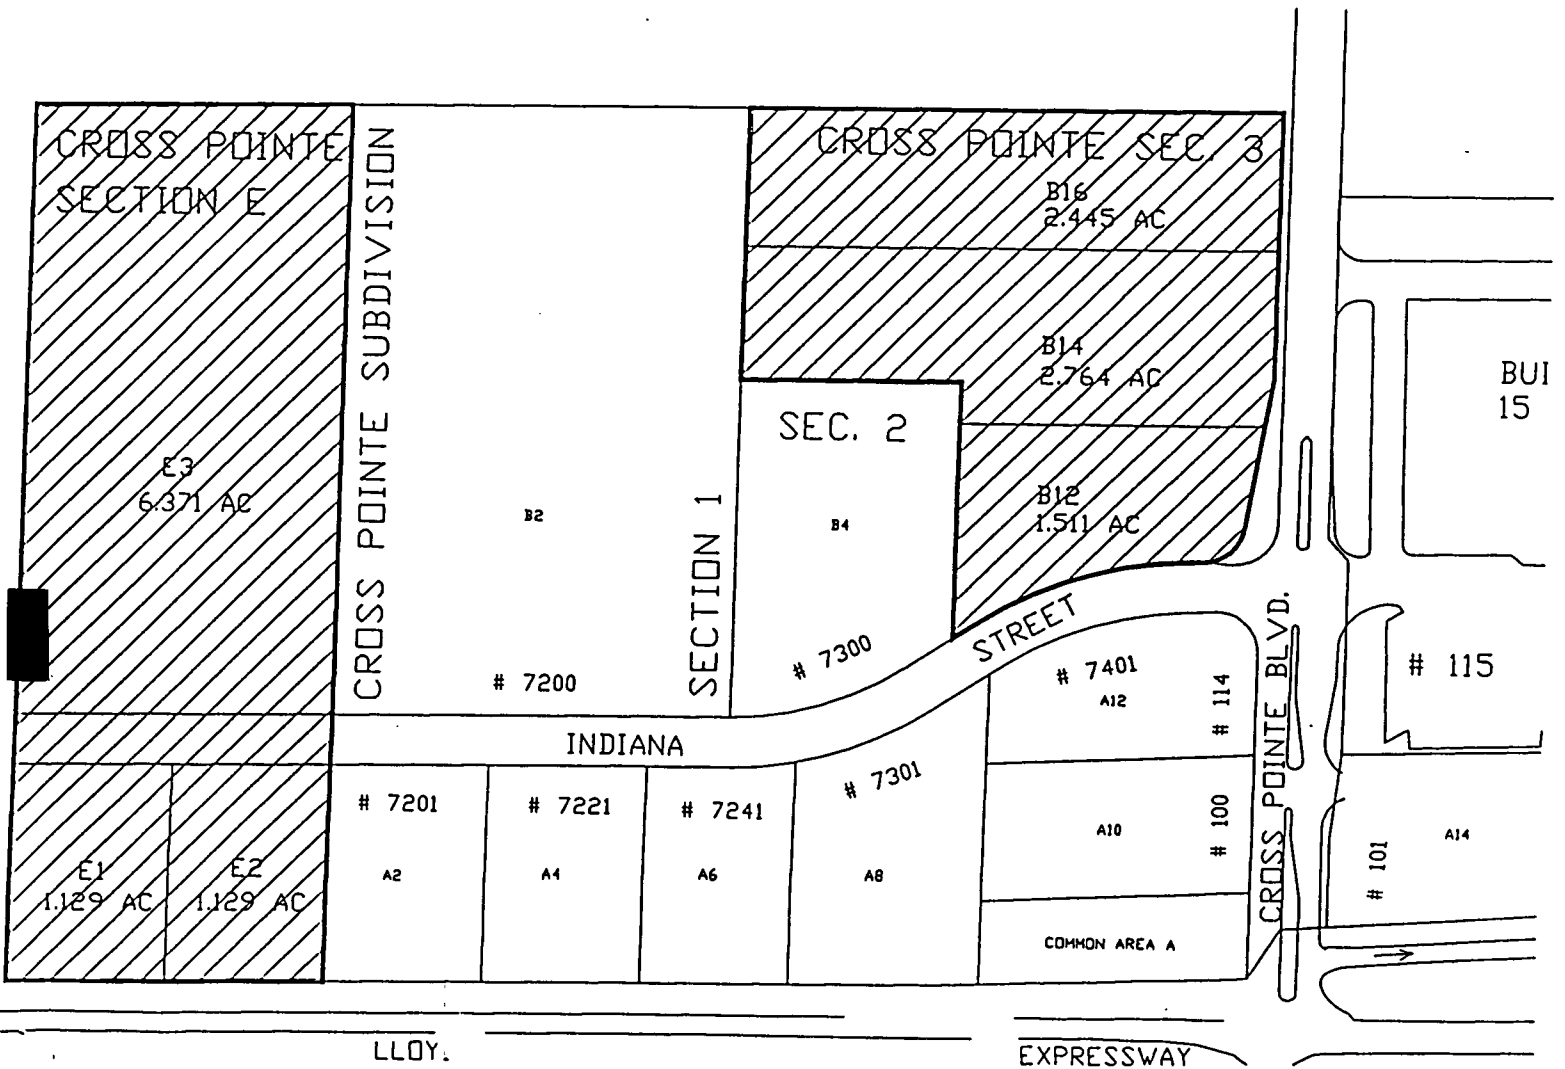 CROSS POINTE
SECTION E
CROSS POINTE SUBDIVISION
SECTION 1
CROSS POINTE SEC. 3
B16
2.445 AC
B14
2.764 AC
SEC. 2
B12
1.511 AC
BUI
15
E3
6.371 AC
B2
B4
# 7200
# 7300
INDIANA
STREET
# 7401
A12
# 114
CROSS POINTE BLVD.
# 115
# 7201
A2
# 7221
A4
# 7241
A6
# 7301
A8
A10
# 100
# 101
A14
E1
1.129 AC
E2
1.129 AC
COMMON AREA A
LLOY.
EXPRESSWAY